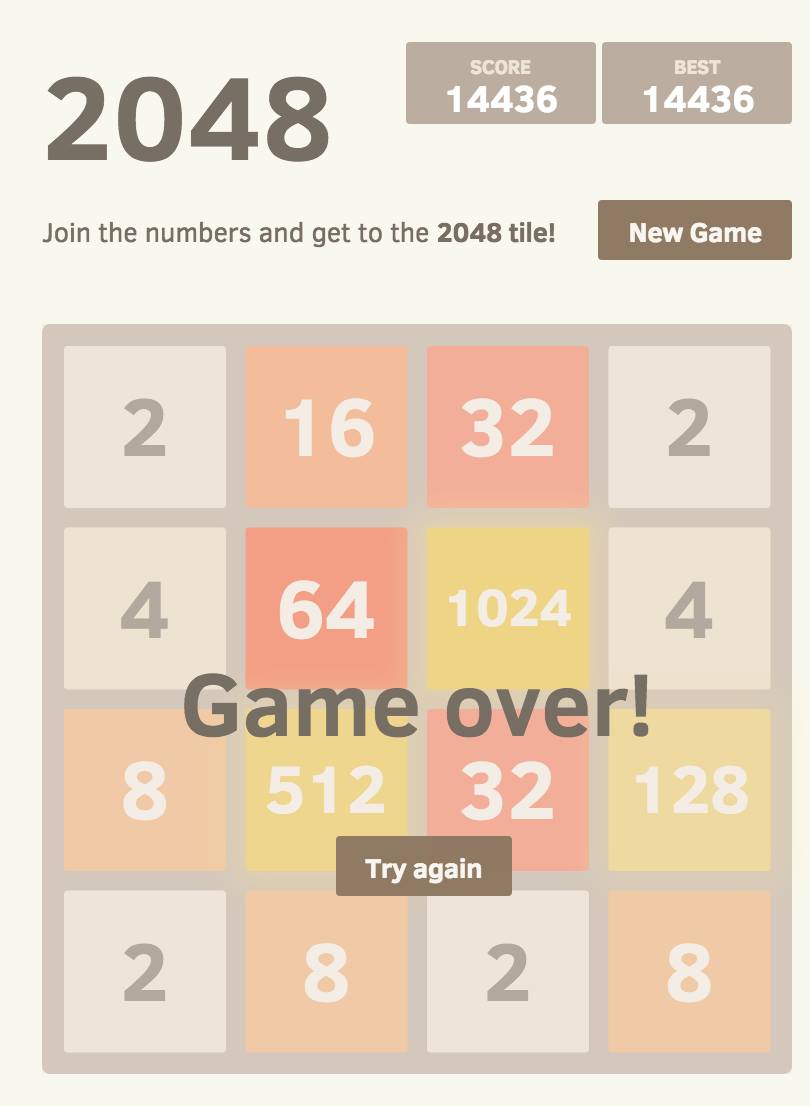 2048
SCORE BEST
14436 14436
Join the numbers and get to the 2048 tile!
New Game
2 16 32 2
4 64 1024 4
Game over!
8 512 32 128
Try again
2 8 2 8